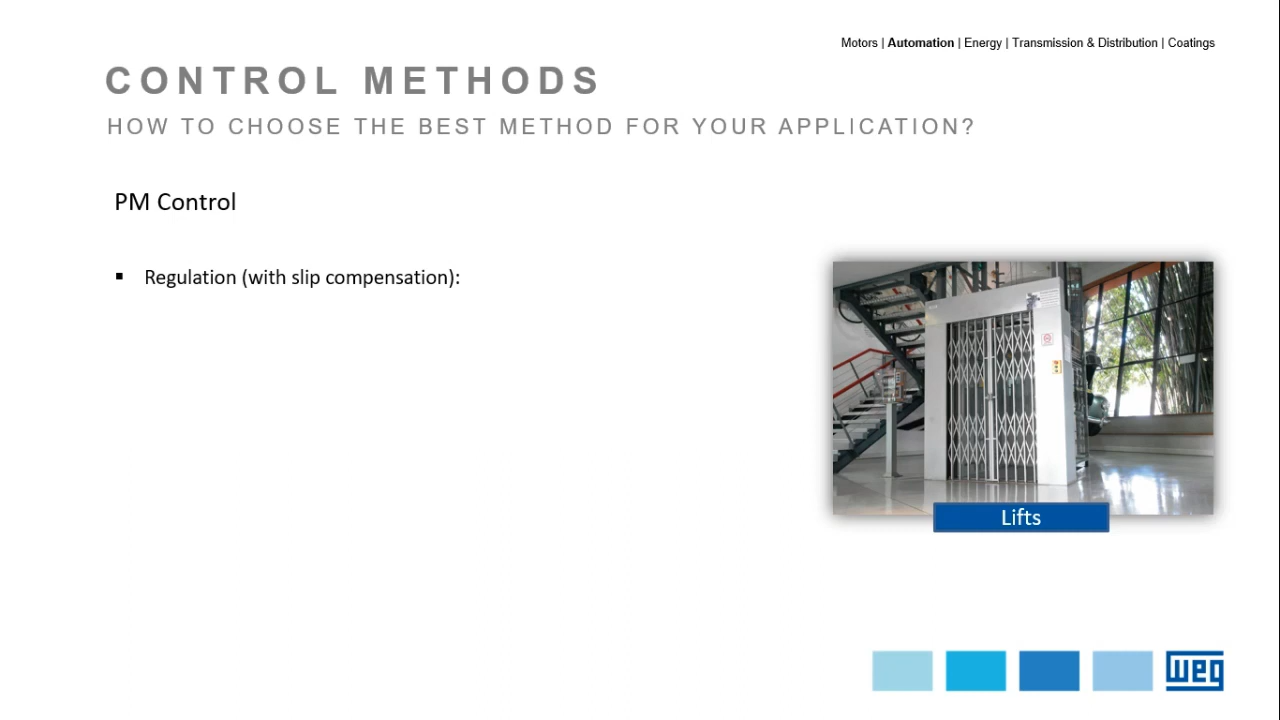 Motors | Automation | Energy | Transmission & Distribution | Coatings
CONTROL METHODS
HOW TO CHOOSE THE BEST METHOD FOR YOUR APPLICATION?
PM Control
▪ Regulation (with slip compensation):
Lifts
weg